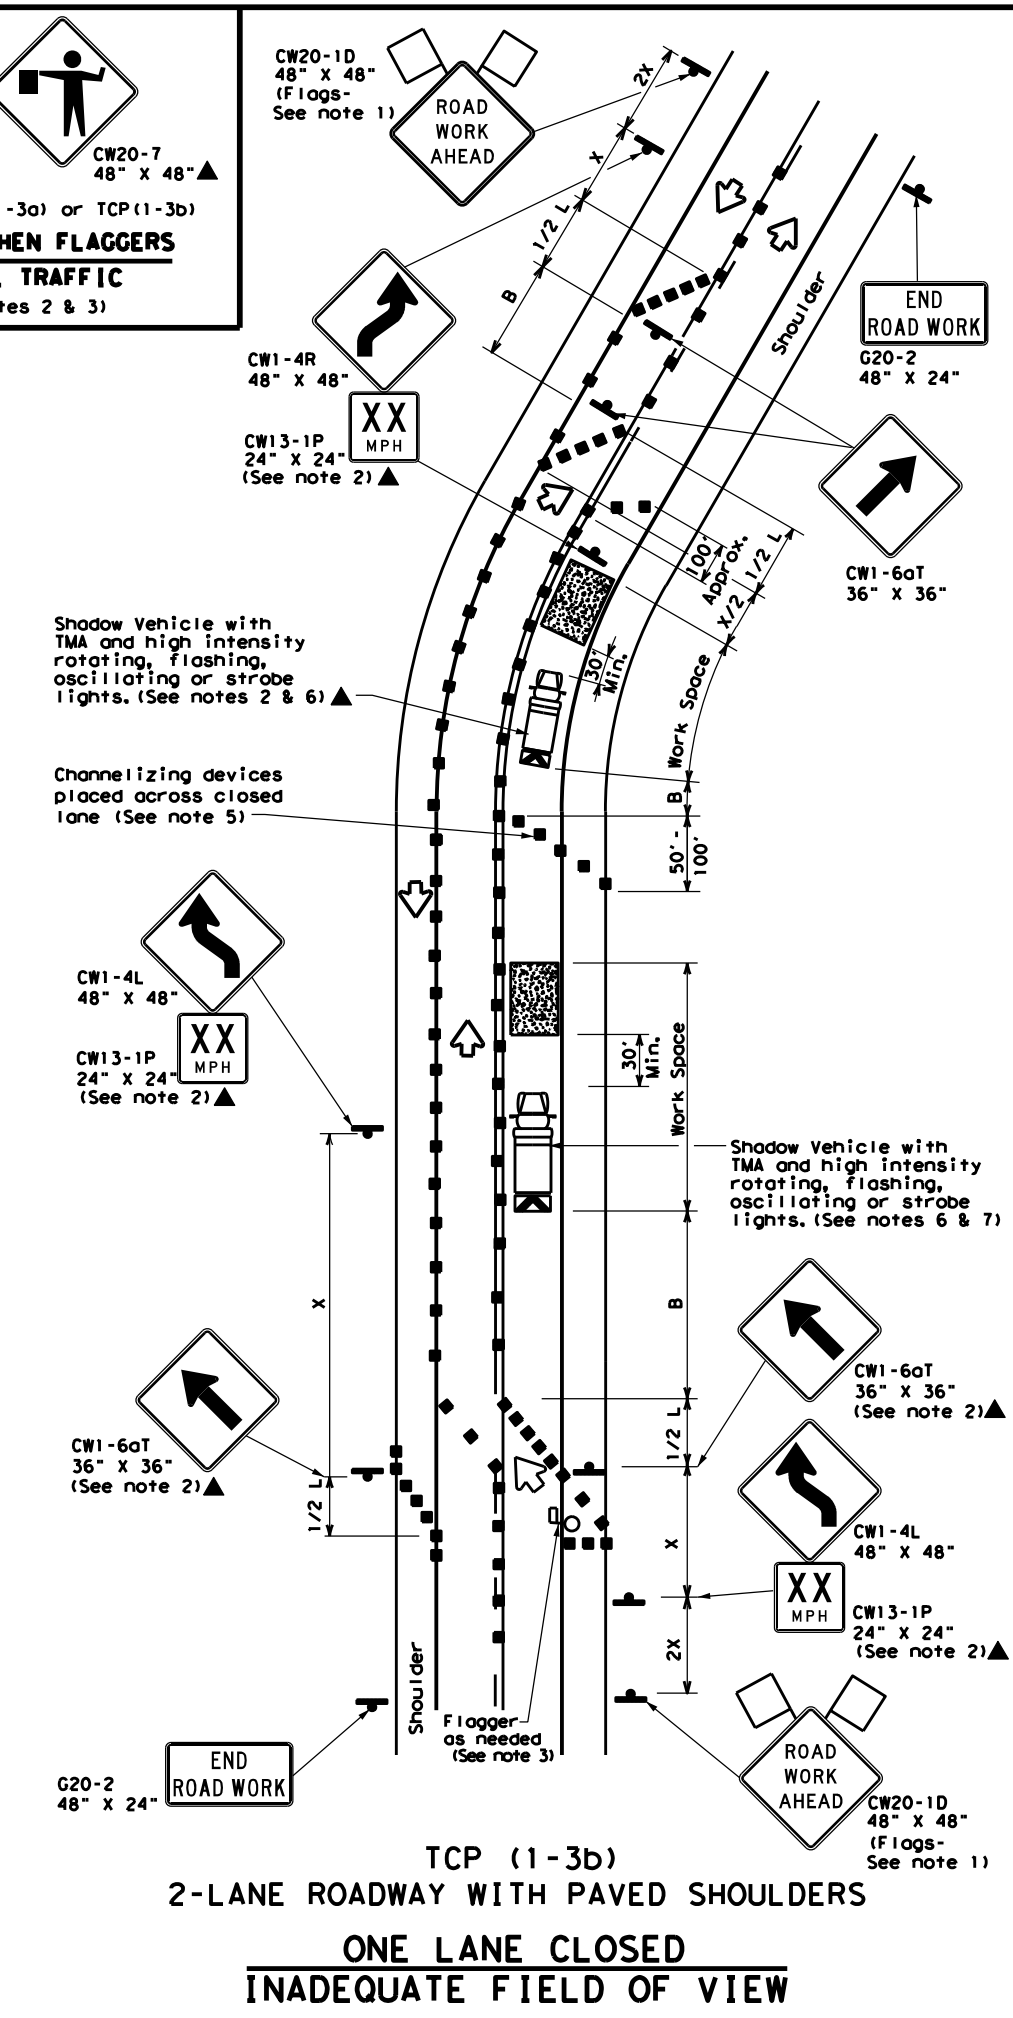 CW20-7
48" X 48"
-3a) or TCP(1-3b)
HEN FLAGGERS
TRAFFIC
tes 2 & 3)
CW20-1D
48" X 48"
(Flags-
See note 1)
ROAD
WORK
AHEAD
2X
X
1/2 L
B
CW1-4R
48" X 48"
XX
MPH
CW13-1P
24" X 24"
(See note 2)
Shoulder
END
ROAD WORK
G20-2
48" X 24"
CW1-6aT
36" X 36"
100'
Approx.
1/2 L
X/2
30'
Min.
Work Space
B
50'-
100'
Shadow Vehicle with
TMA and high intensity
rotating, flashing,
oscillating or strobe
lights. (See notes 2 & 6)
Channelizing devices
placed across closed
lane (See note 5)
CW1-4L
48" X 48"
XX
MPH
CW13-1P
24" X 24"
(See note 2)
30'
Min.
Work Space
Shadow Vehicle with
TMA and high intensity
rotating, flashing,
oscillating or strobe
lights. (See notes 6 & 7)
X
B
CW1-6aT
36" X 36"
(See note 2)
1/2 L
CW1-6aT
36" X 36"
(See note 2)
1/2 L
X
CW1-4L
48" X 48"
XX
MPH
CW13-1P
24" X 24"
(See note 2)
2X
Shoulder
Flagger
as needed
(See note 3)
END
ROAD WORK
G20-2
48" X 24"
ROAD
WORK
AHEAD
CW20-1D
48" X 48"
(Flags-
See note 1)
TCP (1-3b)
2-LANE ROADWAY WITH PAVED SHOULDERS
ONE LANE CLOSED
INADEQUATE FIELD OF VIEW